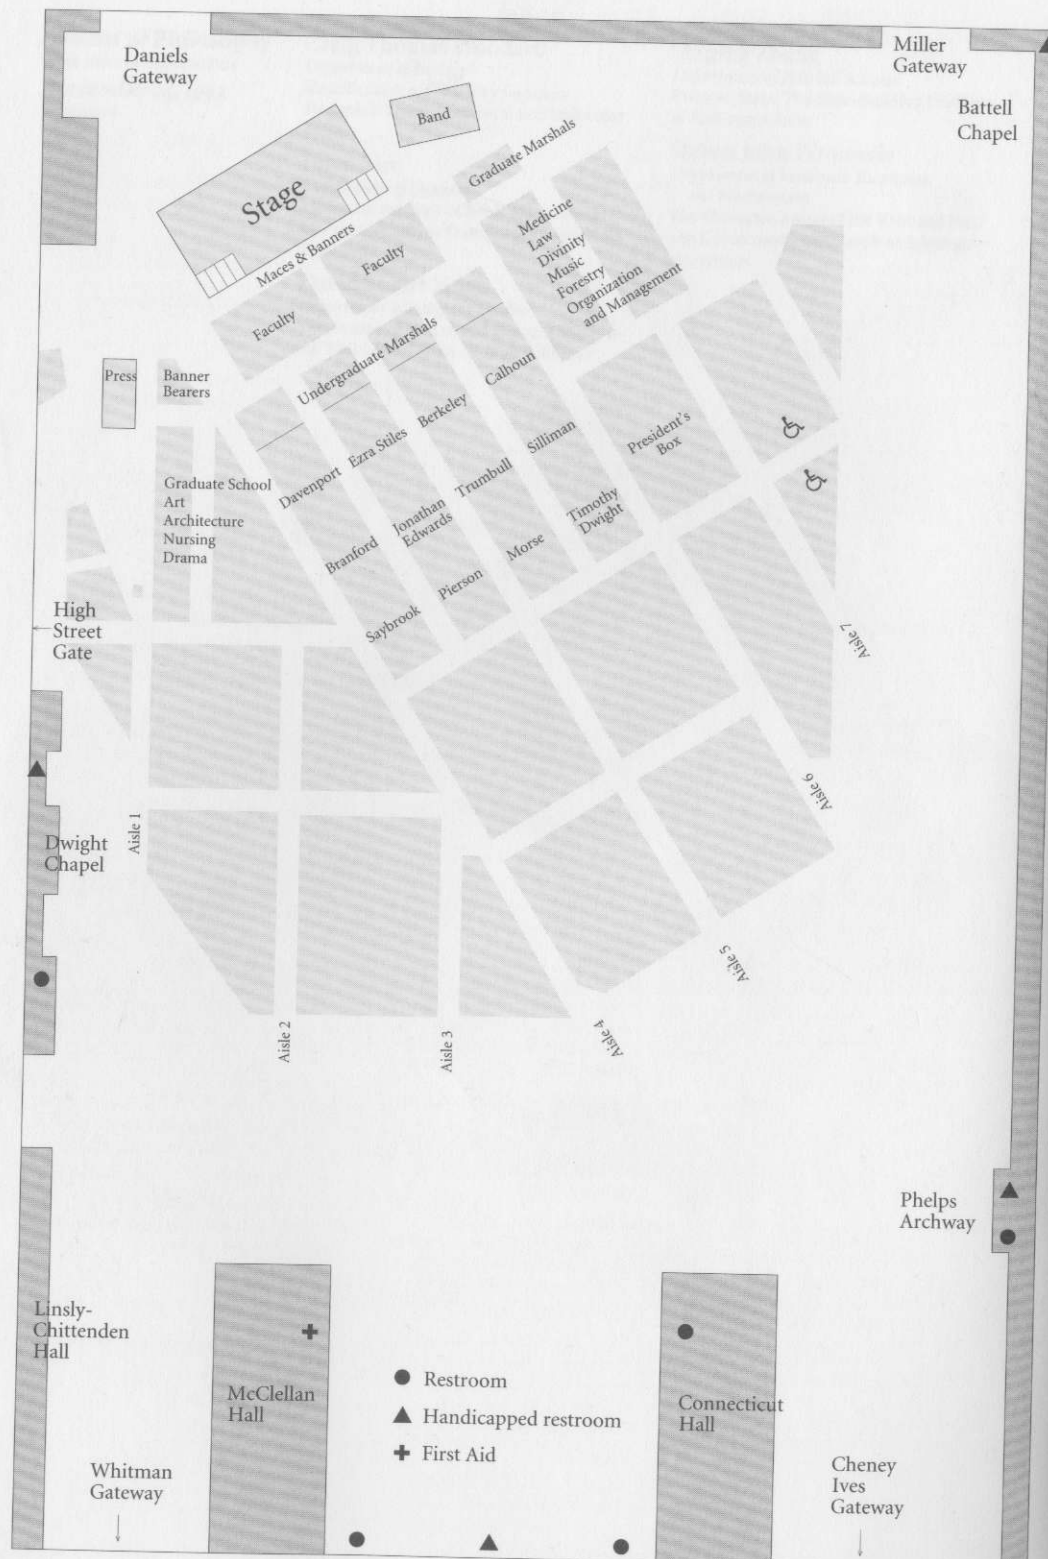 Daniels
Gateway
Miller
Gateway
Battell
Chapel
Band
Stage
Graduate Marshals
Maces & Banners
Faculty
Faculty
Medicine
Law
Divinity
Music
Forestry
Organization
and Management
Undergraduate Marshals
Press
Banner
Bearers
Calhoun
Berkeley
Ezra Stiles
Davenport
Silliman
Trumbull
Jonathan
Edwards
Branford
Timothy
Dwight
Morse
Pierson
Saybrook
President's
Box
Graduate School
Art
Architecture
Nursing
Drama
High
Street
Gate
Aisle 7
Aisle 6
Aisle 1
Dwight
Chapel
Aisle 5
Aisle 2
Aisle 3
Aisle 4
Phelps
Archway
Linsly-
Chittenden
Hall
McClellan
Hall
Restroom
Handicapped restroom
First Aid
Connecticut
Hall
Whitman
Gateway
Cheney
Ives
Gateway